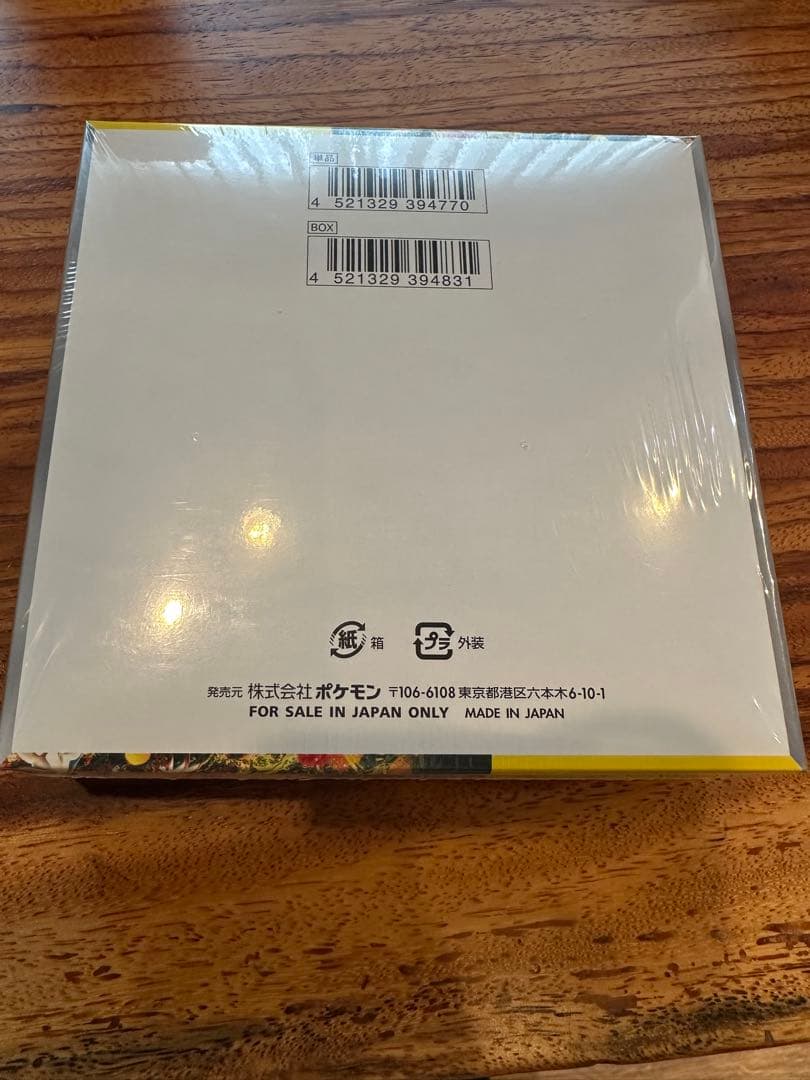 4 521329 394770
BOX
4 521329 394831
紙 箱 プラ 外装
発売元 株式会社ポケモン 〒106-6108 東京都港区六本木6-10-1
FOR SALE IN JAPAN ONLY MADE IN JAPAN